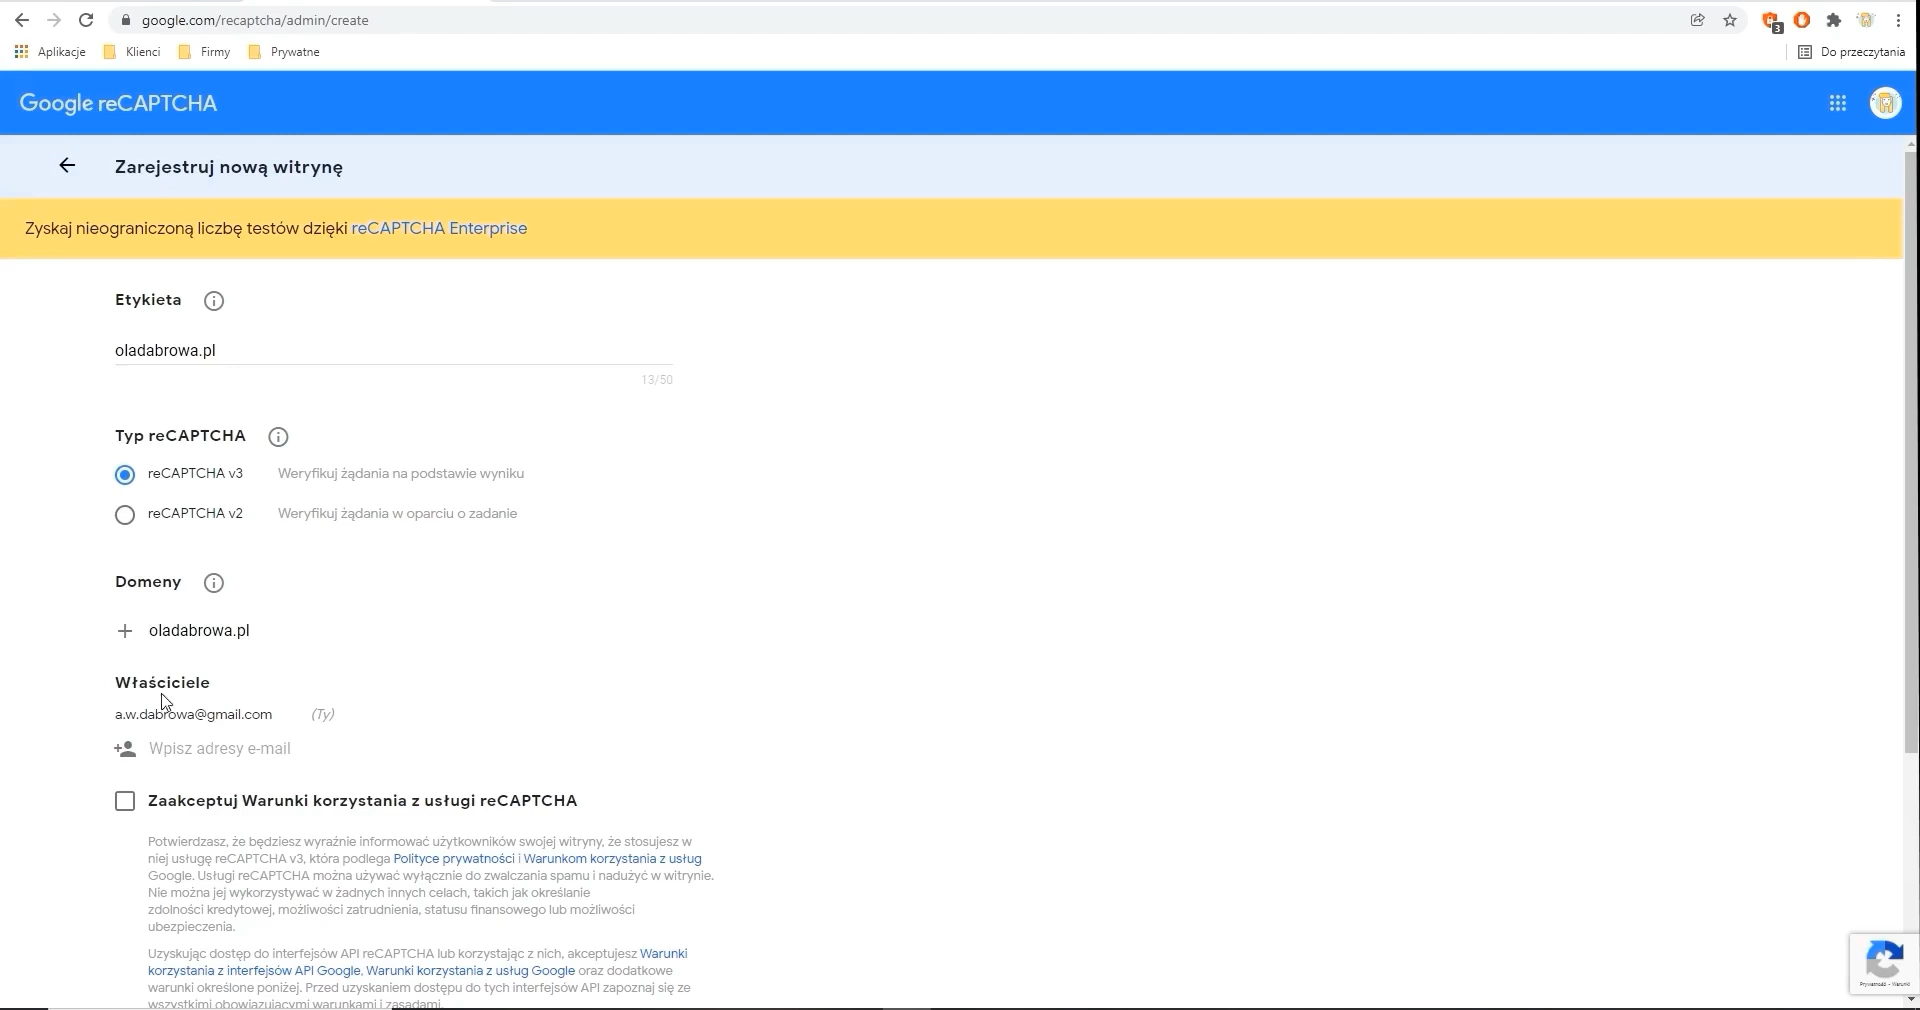 google.com/recaptcha/admin/create
3
Aplikacje Klienci Firmy Prywatne Do przeczytania
Google reCAPTCHA
Zarejestruj nową witrynę
Zyskaj nieograniczoną liczbę testów dzięki reCAPTCHA Enterprise
Etykieta
oladabrowa.pl
13/50
Typ reCAPTCHA
reCAPTCHA v3 Weryfikuj żądania na podstawie wyniku
reCAPTCHA v2 Weryfikuj żądania w oparciu o zadanie
Domeny
oladabrowa.pl
Właściciele
a.w.dabrowa@gmail.com (Ty)
Wpisz adresy e-mail
Zaakceptuj Warunki korzystania z usługi reCAPTCHA
Potwierdzasz, że będziesz wyraźnie informować użytkowników swojej witryny, że stosujesz w
niej usługę reCAPTCHA v3, która podlega Polityce prywatności i Warunkom korzystania z usług
Google. Usługi reCAPTCHA można używać wyłącznie do zwalczania spamu i nadużyć w witrynie.
Nie można jej wykorzystywać w żadnych innych celach, takich jak określanie
zdolności kredytowej, możliwości zatrudnienia, statusu finansowego lub możliwości
ubezpieczenia.
Uzyskując dostęp do interfejsów API reCAPTCHA lub korzystając z nich, akceptujesz Warunki
korzystania z interfejsów API Google, Warunki korzystania z usług Google oraz dodatkowe
warunki określone poniżej. Przed uzyskaniem dostępu do tych interfejsów API zapoznaj się ze
wszystkimi obowiązującymi warunkami i zasadami.
Prywatność - Warunki